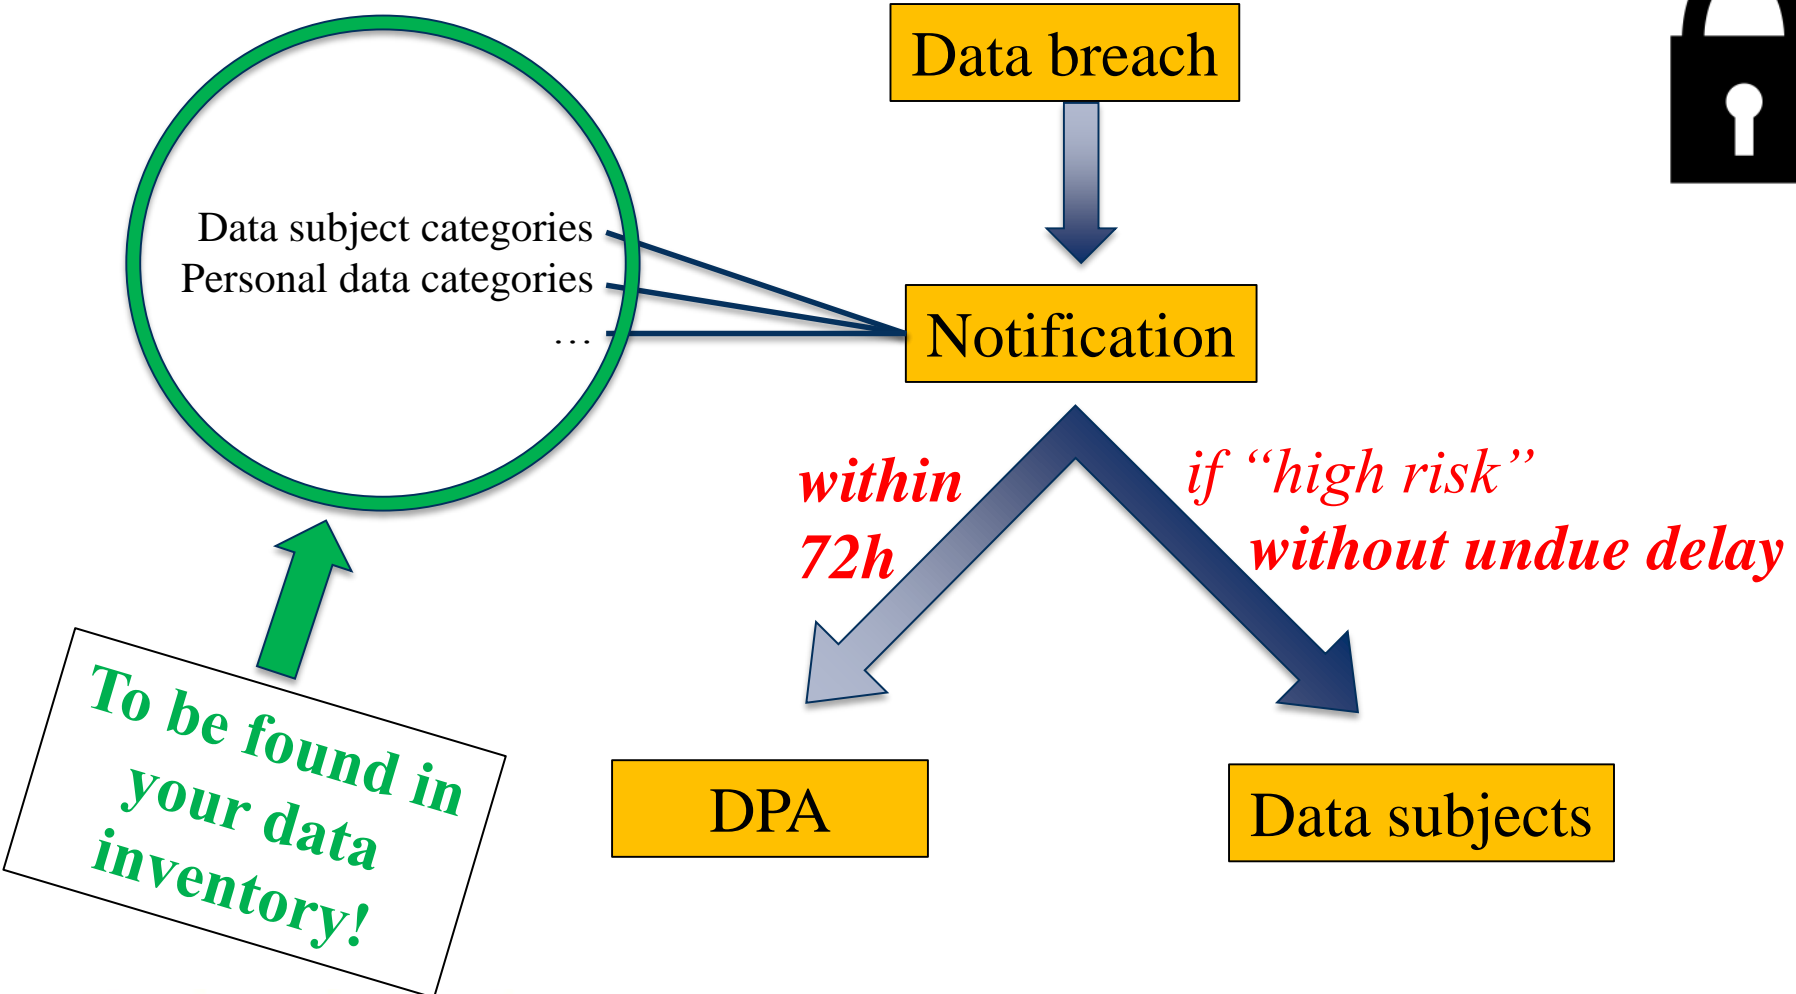 Data breach
Data subject categories
Personal data categories
…
Notification
within
72h
if “high risk”
without undue delay
To be found in
your data
inventory!
DPA
Data subjects